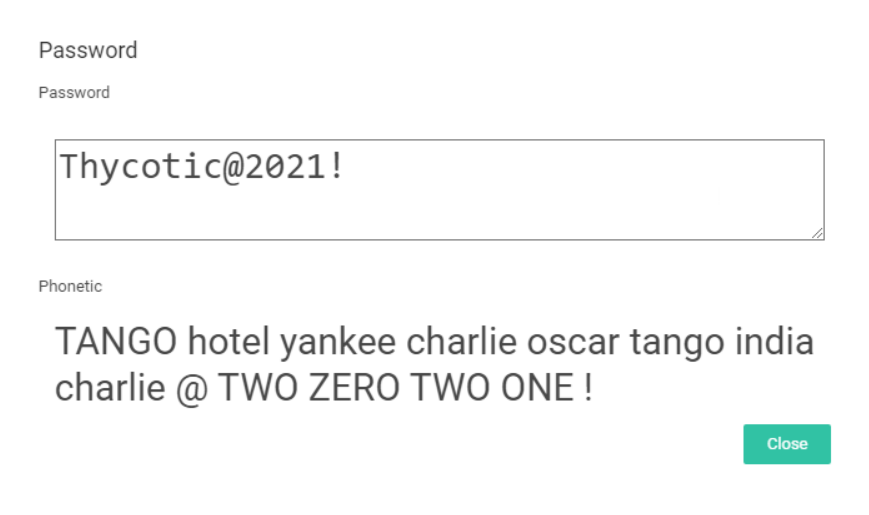 Password
Password
Thycotic@2021!
Phonetic
TANGO hotel yankee charlie oscar tango india
charlie @ TWO ZERO TWO ONE !
Close